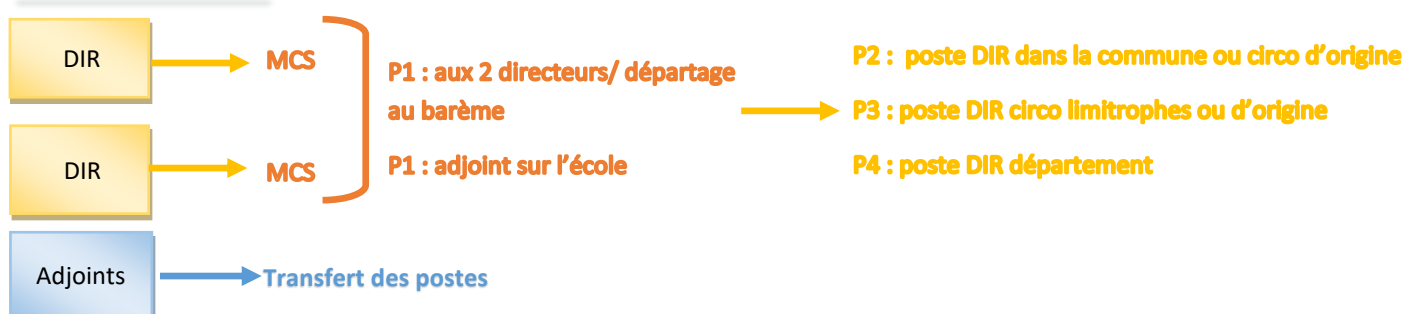 DIR
MCS
P1 : aux 2 directeurs/ départage
au barème
P1 : adjoint sur l'école
P2 :  poste DIR dans la commune ou circo d'origine
P3 : poste DIR circo limitrophes ou d'origine
P4 : poste DIR département
DIR
MCS
Adjoints
Transfert des postes